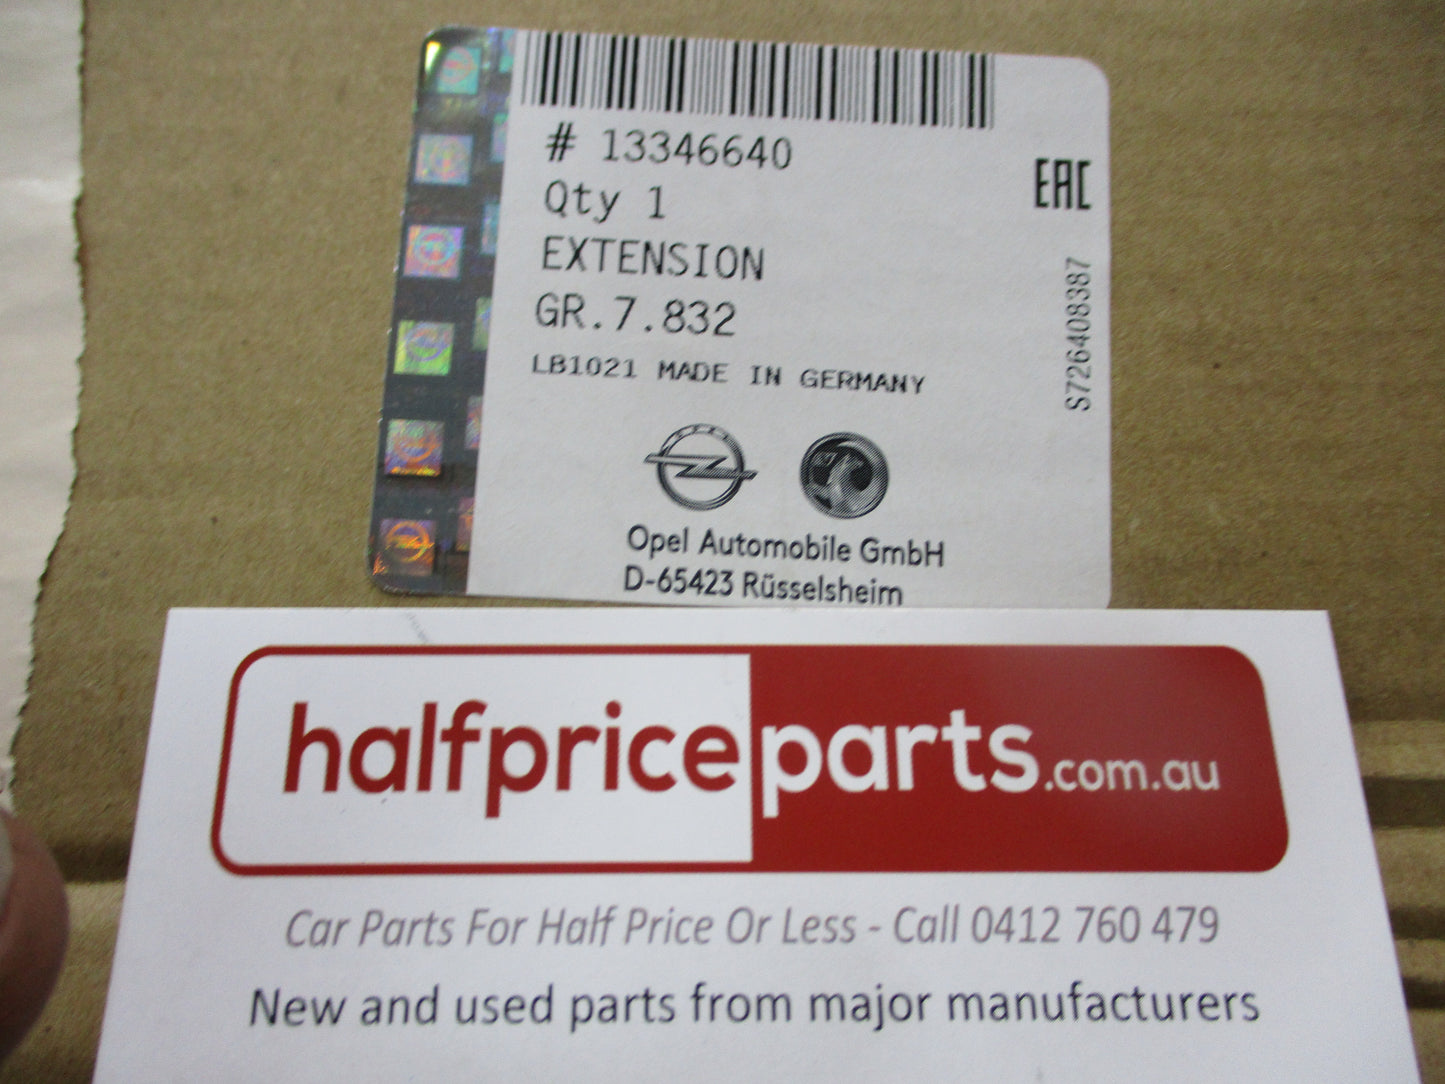 # 13346640
Qty 1
EXTENSION
GR.7.832
LB1021 MADE IN GERMANY
EAC
S726408387
OPEL
Opel Automobile GmbH
D-65423 Rüsselsheim
halfpriceparts.com.au
Car Parts For Half Price Or Less - Call 0412 760 479
New and used parts from major manufacturers